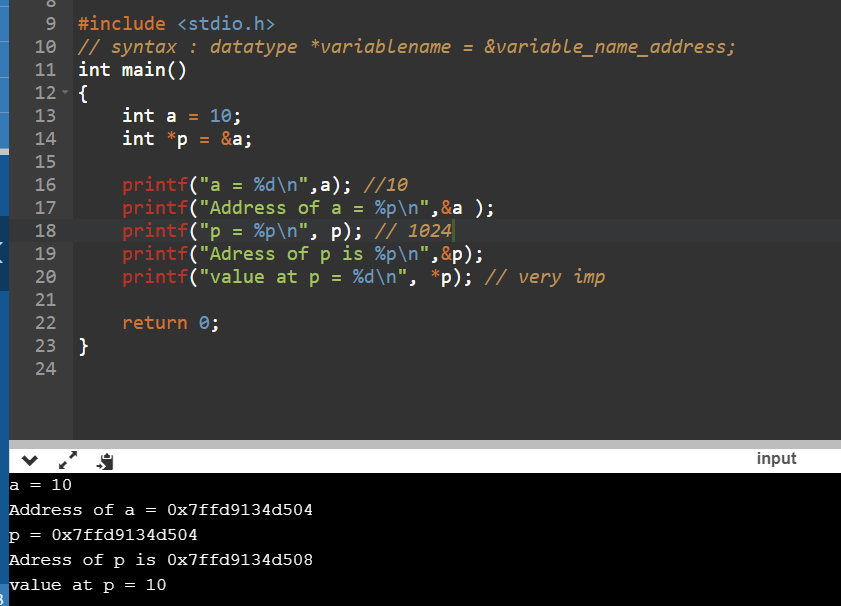 8
9 #include <stdio.h>
10 // syntax : datatype *variablename = &variable_name_address;
11 int main()
12 {
13 int a = 10;
14 int *p = &a;
15
16 printf("a = %d\n",a); //10
17 printf("Address of a = %p\n",&a );
18 printf("p = %p\n", p); // 1024
19 printf("Adress of p is %p\n",&p);
20 printf("value at p = %d\n", *p); // very imp
21
22 return 0;
23 }
24
input
a = 10
Address of a = 0x7ffd9134d504
p = 0x7ffd9134d504
Adress of p is 0x7ffd9134d508
value at p = 10